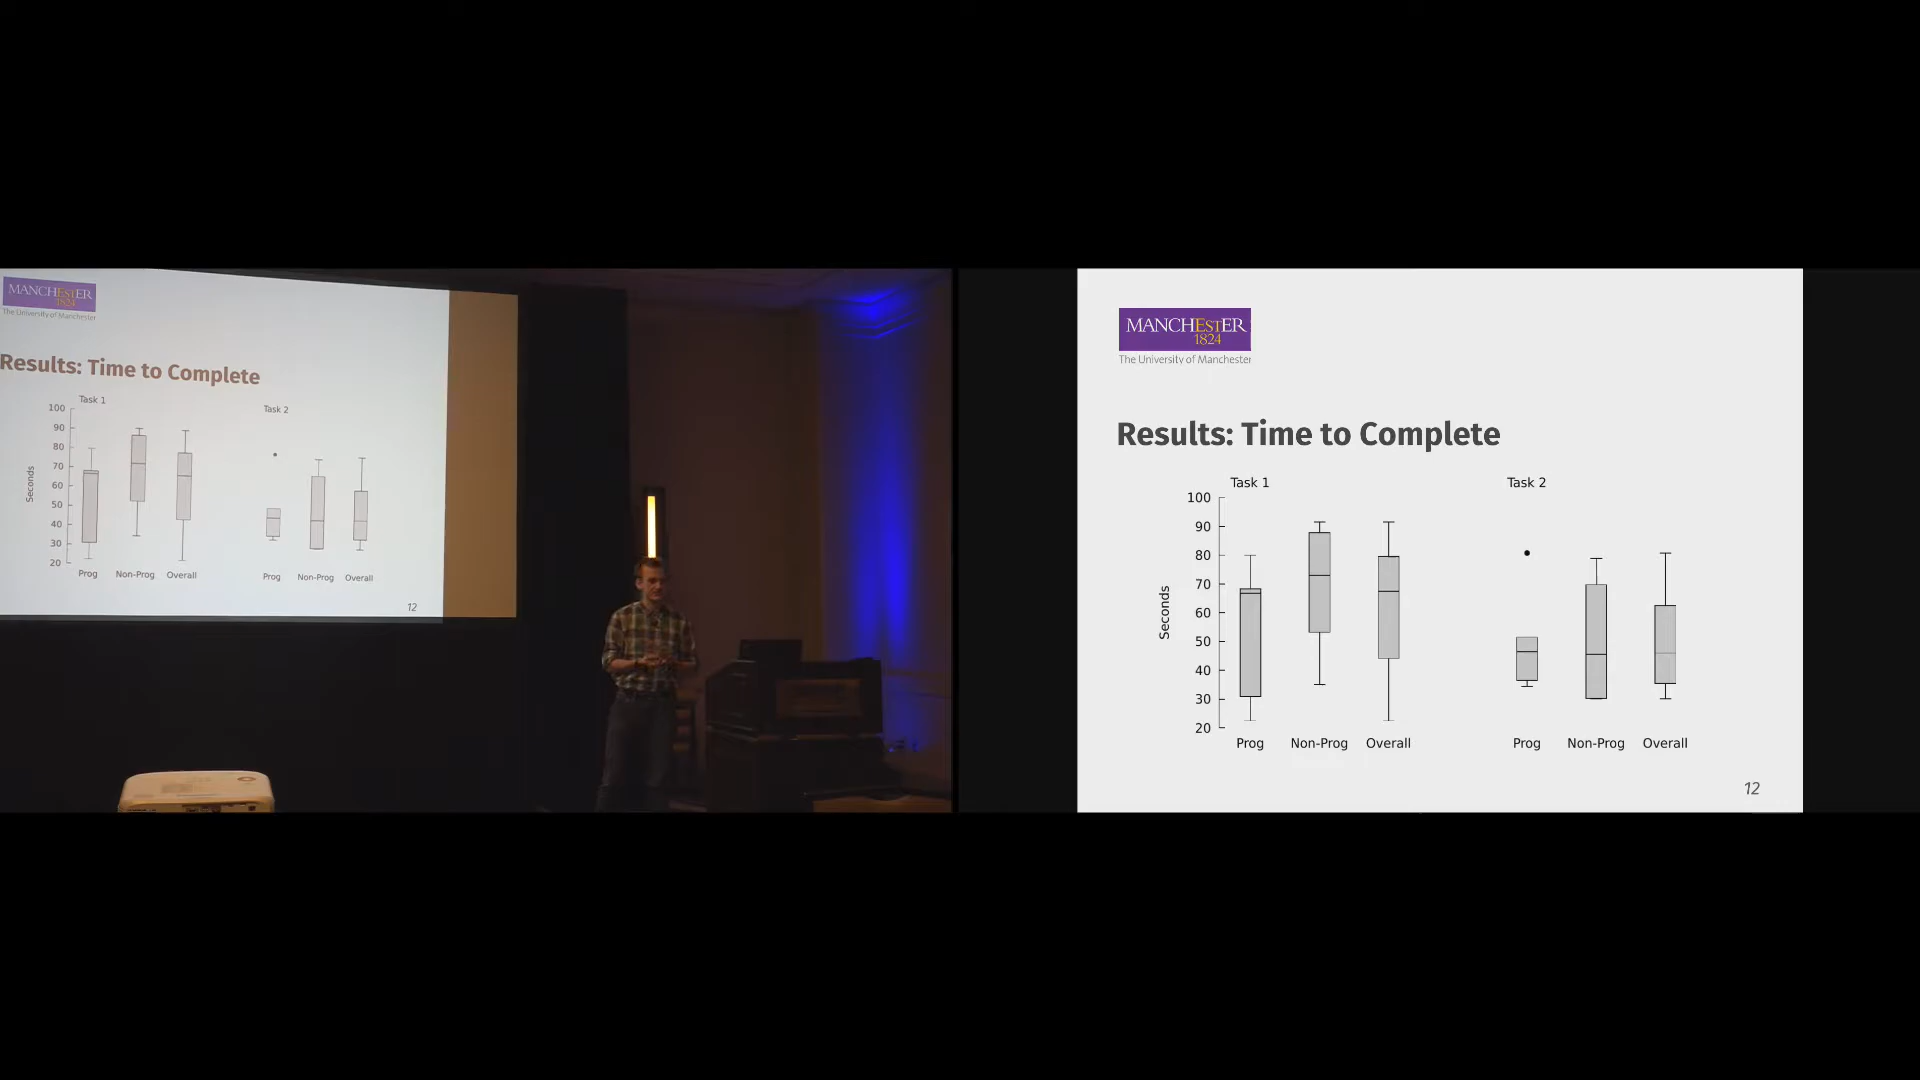 MANCHESTER
1824
The University of Manchester
Results: Time to Complete
Task 1
Task 2
100
90
80
70
60
50
40
30
20
Seconds
Prog Non-Prog Overall
Prog Non-Prog Overall
12
MANCHESTER
1824
The University of Manchester
Results: Time to Complete
Task 1
Task 2
100
90
80
70
60
50
40
30
20
Seconds
Prog Non-Prog Overall
Prog Non-Prog Overall
12